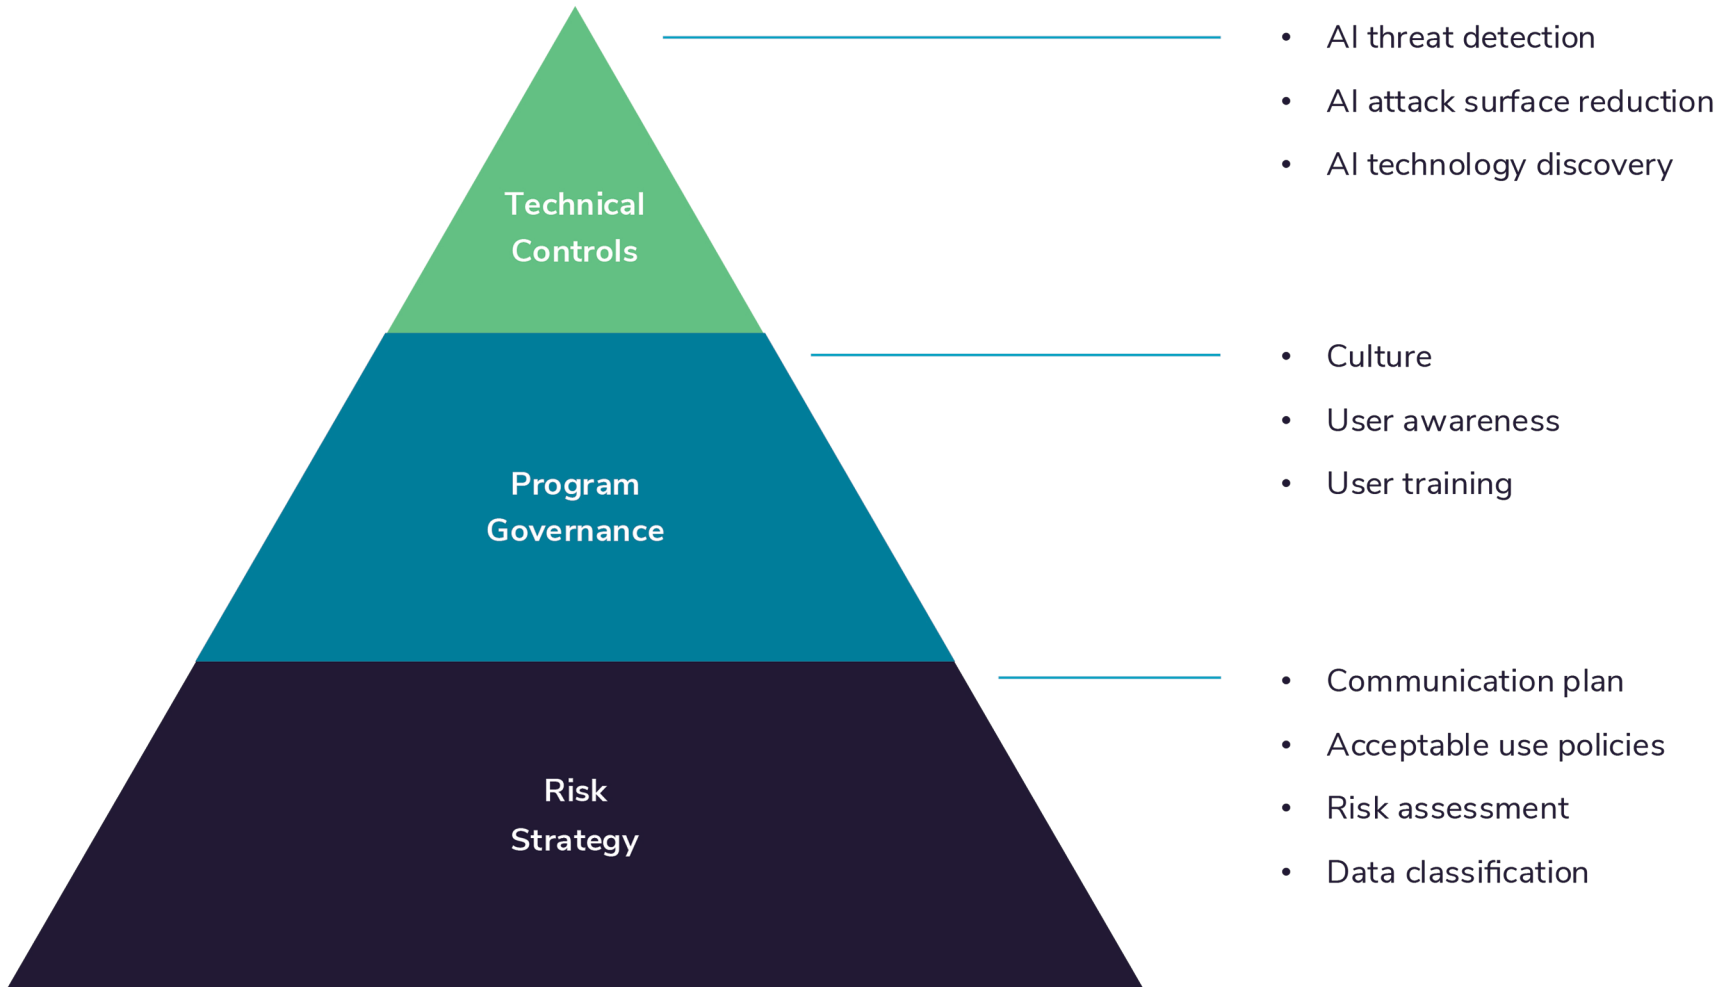 Technical
Controls
• AI threat detection
• AI attack surface reduction
• AI technology discovery
Program
Governance
• Culture
• User awareness
• User training
Risk
Strategy
• Communication plan
• Acceptable use policies
• Risk assessment
• Data classification